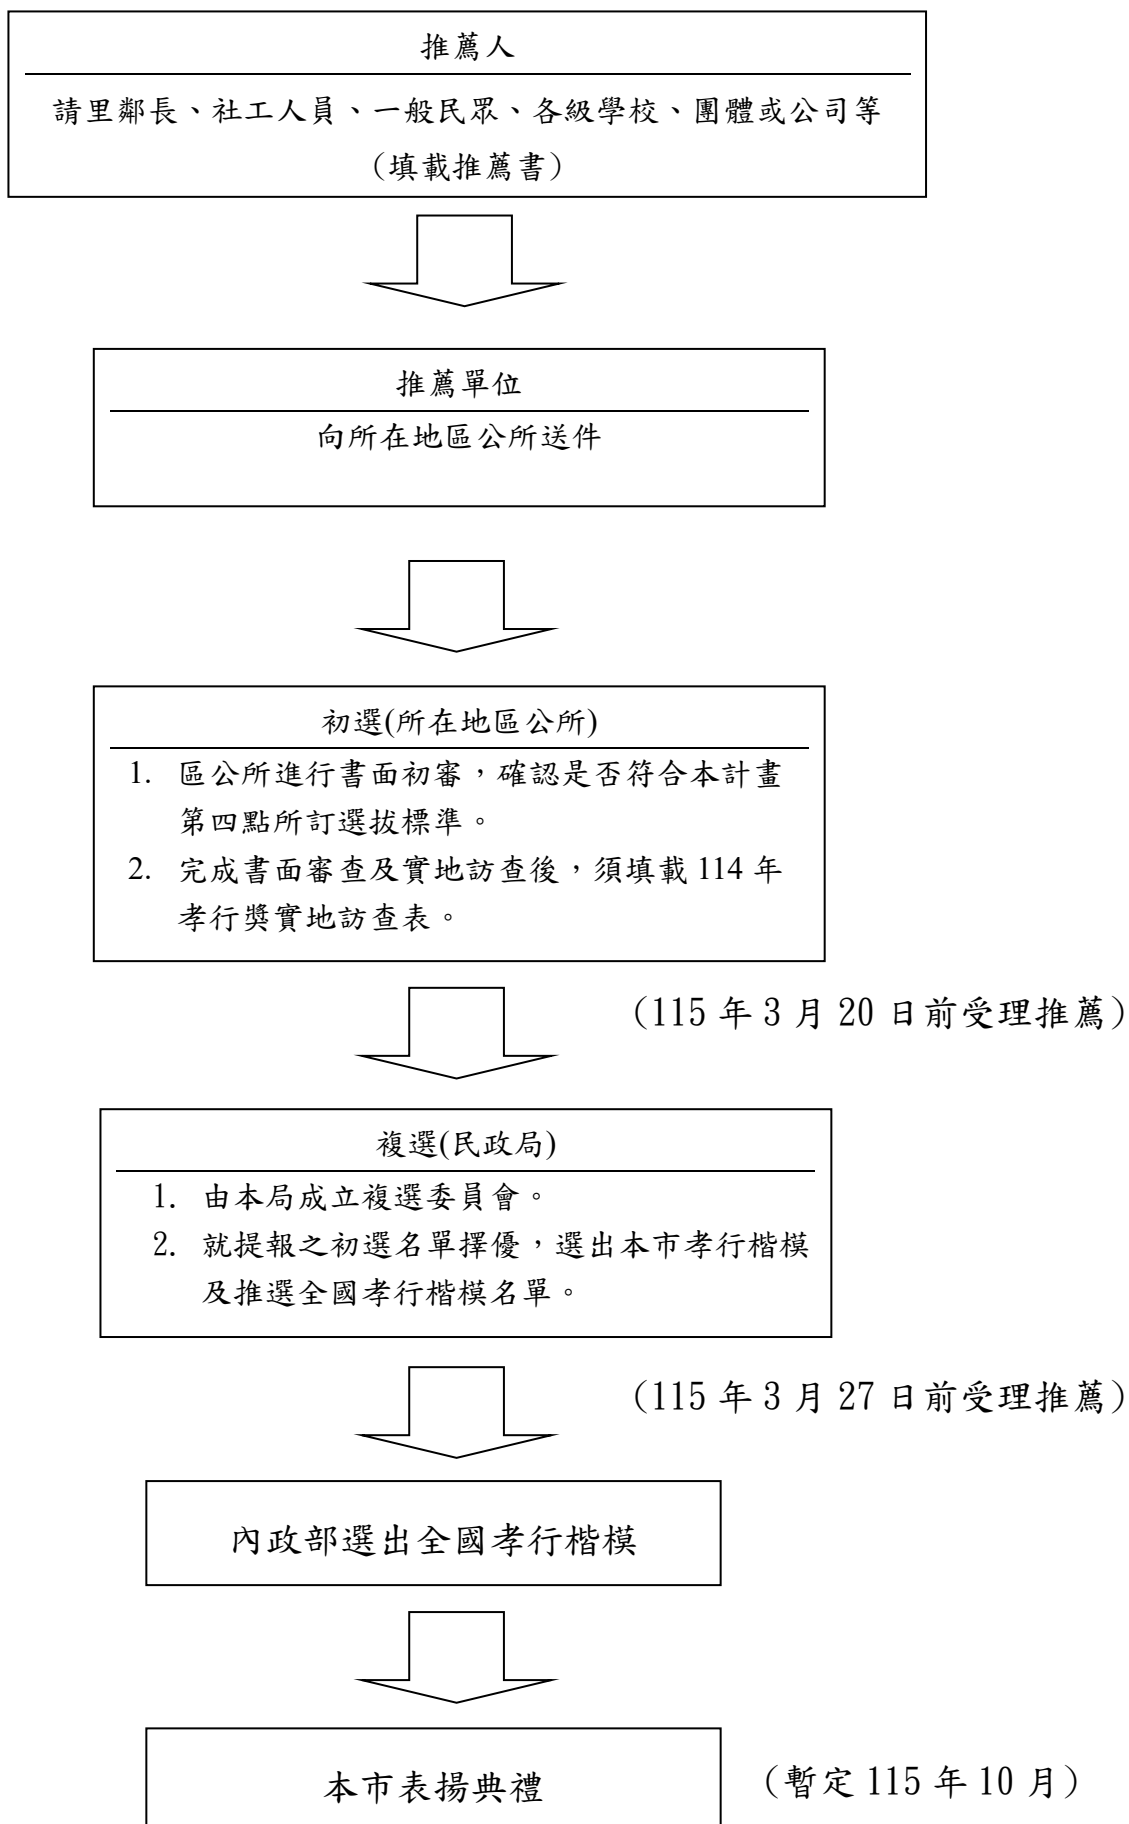 推薦人
請里鄰長、社工人員、一般民眾、各級學校、團體或公司等
（填載推薦書）
推薦單位
向所在地區公所送件
初選(所在地區公所)
1. 區公所進行書面初審，確認是否符合本計畫
第四點所訂選拔標準。
2. 完成書面審查及實地訪查後，須填載 114 年
孝行獎實地訪查表。
（115 年 3 月 20 日前受理推薦）
複選(民政局)
1. 由本局成立複選委員會。
2. 就提報之初選名單擇優，選出本市孝行楷模
及推選全國孝行楷模名單。
（115 年 3 月 27 日前受理推薦）
內政部選出全國孝行楷模
本市表揚典禮
（暫定 115 年 10 月）